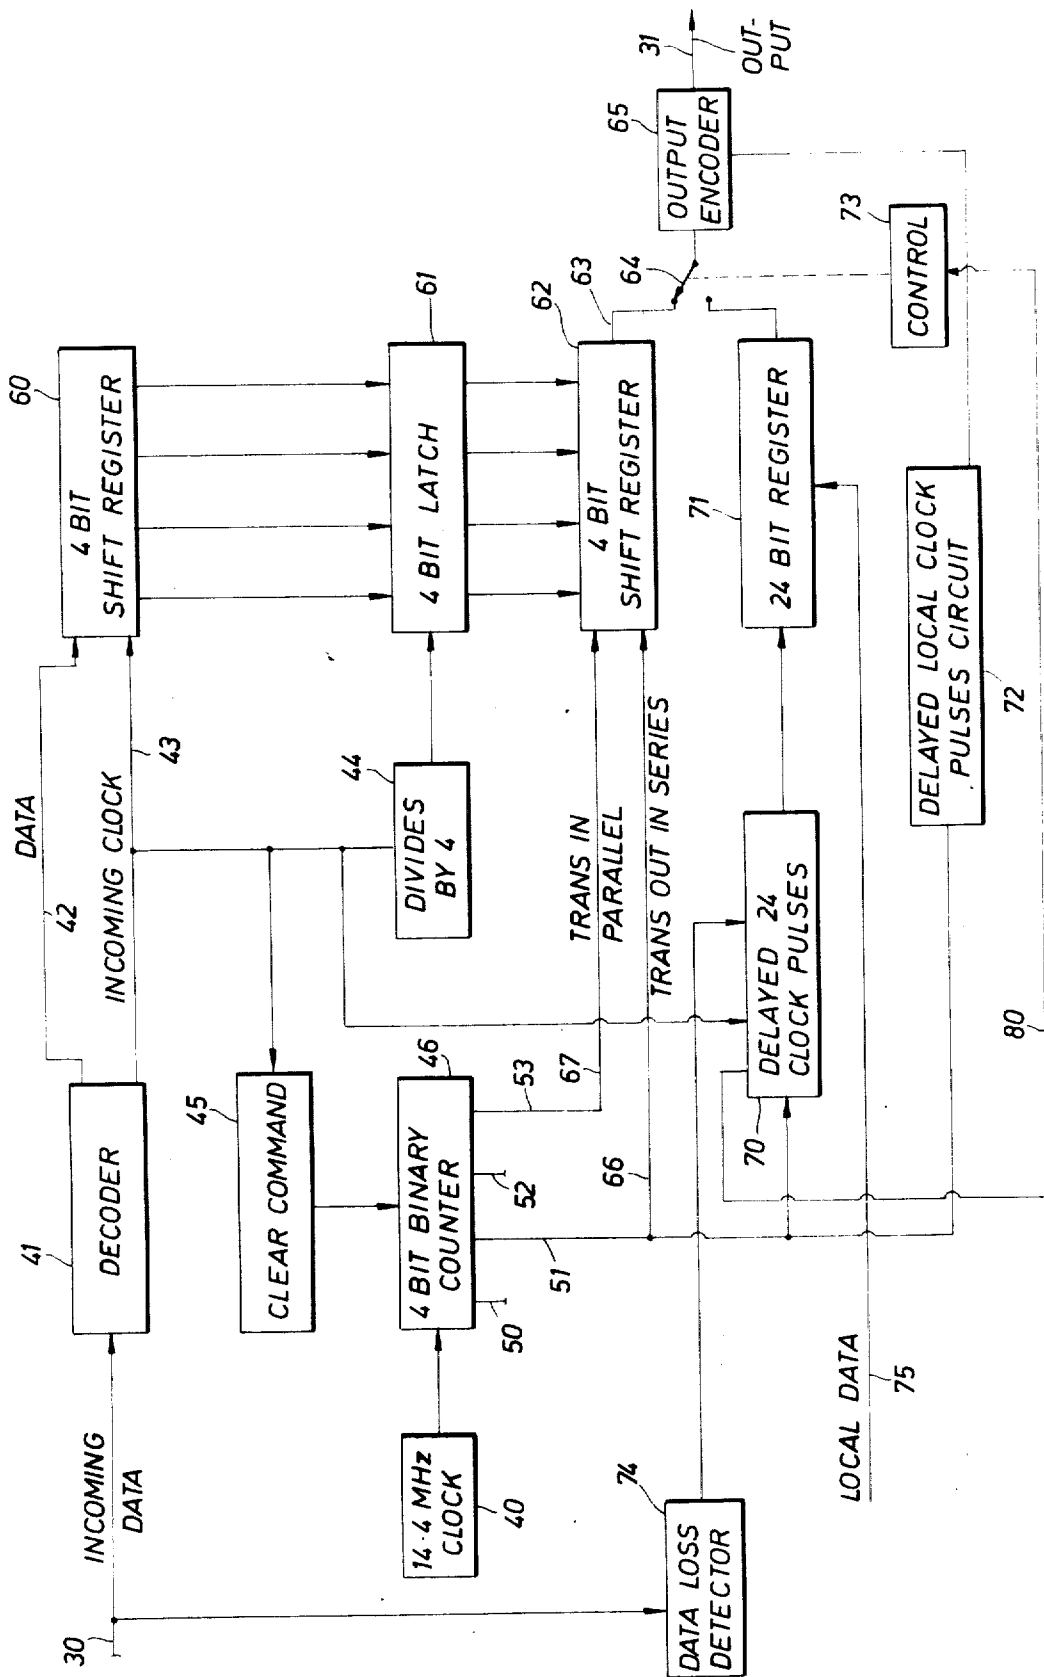 30
INCOMING
DATA
41
DECODER
42
DATA
INCOMING CLOCK
43
60
4 BIT
SHIFT REGISTER
45
CLEAR COMMAND
44
DIVIDES
BY 4
61
4 BIT LATCH
14·4 MHz
CLOCK
40
46
4 BIT BINARY
COUNTER
50
51
52
53
67
66
TRANS IN
PARALLEL
TRANS OUT IN SERIES
62
4 BIT
SHIFT REGISTER
63
64
65
OUTPUT
ENCODER
31
OUT-
PUT
74
DATA LOSS
DETECTOR
70
DELAYED 24
CLOCK PULSES
71
24 BIT REGISTER
LOCAL DATA
75
72
DELAYED LOCAL CLOCK
PULSES CIRCUIT
73
CONTROL
80